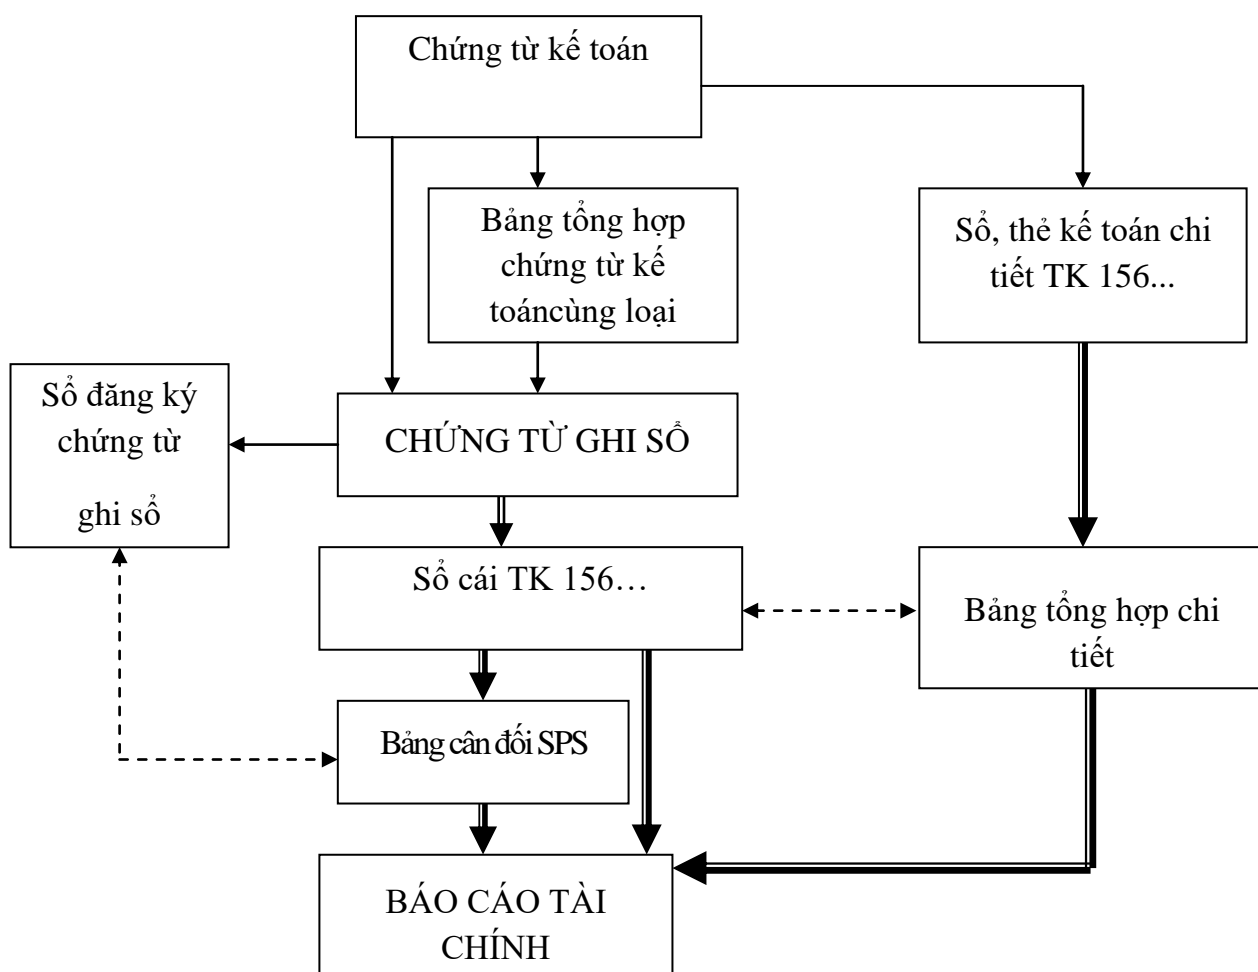 Chứng từ kế toán
Bảng tổng hợp
chứng từ kế
toáncùng loại
Sổ, thẻ kế toán chi
tiết TK 156...
Sổ đăng ký
chứng từ
ghi sổ
CHỨNG TỪ GHI SỔ
Sổ cái TK 156…
Bảng tổng hợp chi
tiết
Bảng cân đối SPS
BÁO CÁO TÀI
CHÍNH